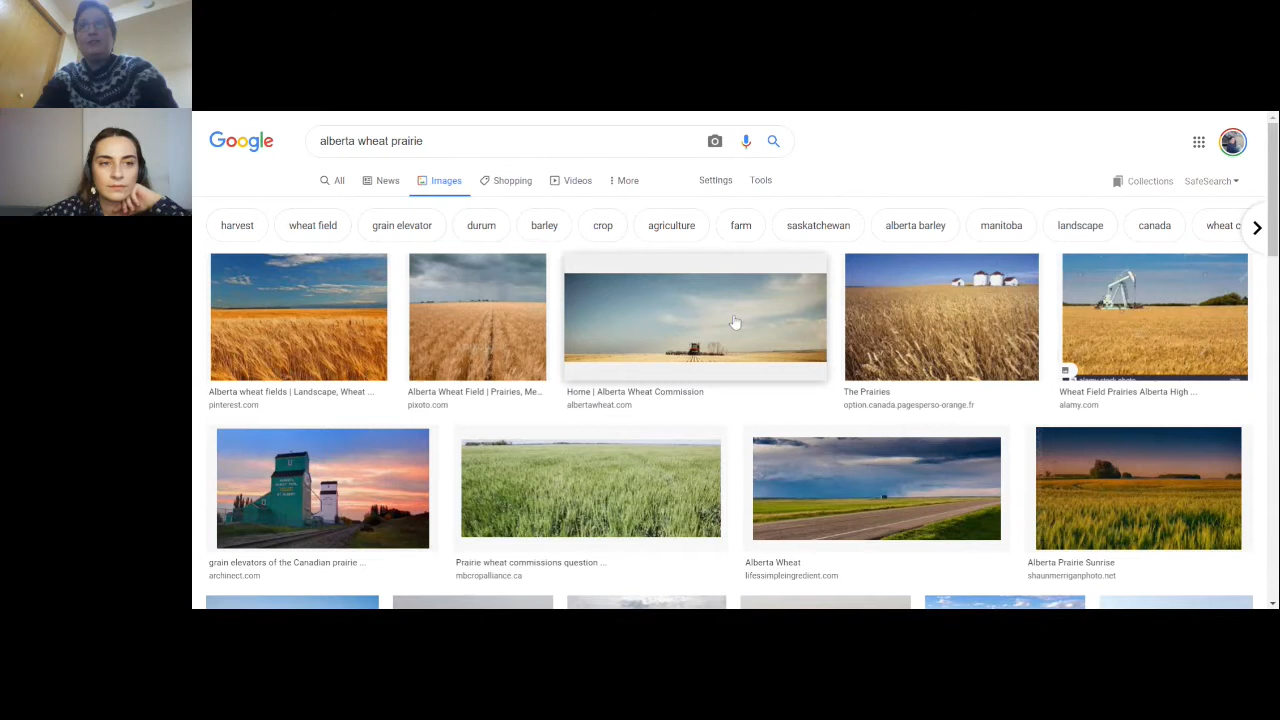 Google
alberta wheat prairie
All
News
Images
Shopping
Videos
More
Settings
Tools
Collections
SafeSearch
harvest
wheat field
grain elevator
durum
barley
crop
agriculture
farm
saskatchewan
alberta barley
manitoba
landscape
canada
wheat c
Alberta wheat fields | Landscape, Wheat ...
pinterest.com
Alberta Wheat Field | Prairies, Me...
pixoto.com
Home | Alberta Wheat Commission
albertawheat.com
The Prairies
option.canada.pagesperso-orange.fr
Wheat Field Prairies Alberta High ...
alamy.com
grain elevators of the Canadian prairie ...
archinect.com
Prairie wheat commissions question ...
mbcropalliance.ca
Alberta Wheat
lifessimpleingredient.com
Alberta Prairie Sunrise
shaunmerriganphoto.net